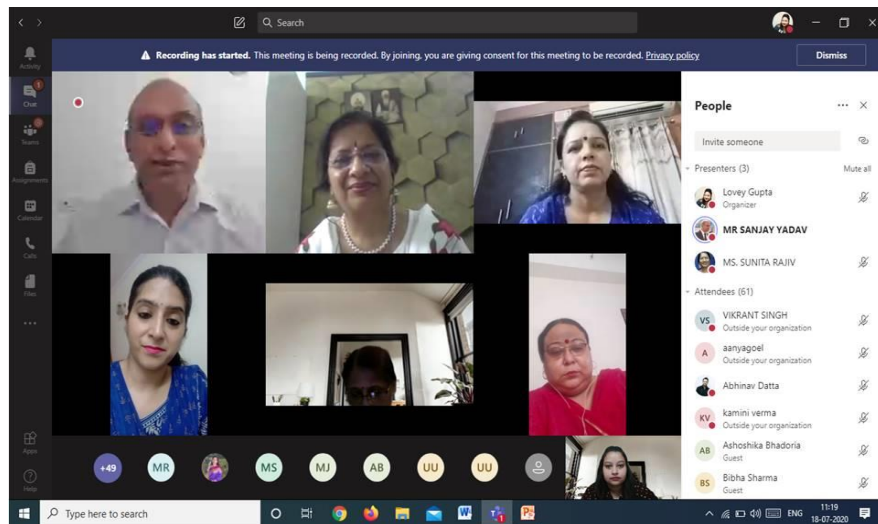 Search
Recording has started. This meeting is being recorded. By joining, you are giving consent for this meeting to be recorded. Privacy policy
Dismiss
Activity
Chat
Teams
Assignments
Calendar
Calls
Files
Apps
Help
People
Invite someone
Presenters (3)
Mute all
Lovey Gupta
Organizer
MR SANJAY YADAV
MS. SUNITA RAJIV
Attendees (61)
VS
VIKRANT SINGH
Outside your organization
A
aanyagoel
Outside your organization
Abhinav Datta
KV
kamini verma
Outside your organization
AB
Ashoshika Bhadoria
Guest
BS
Bibha Sharma
Guest
+49
MR
MS
MJ
AB
UU
UU
Type here to search
ENG
11:19
18-07-2020